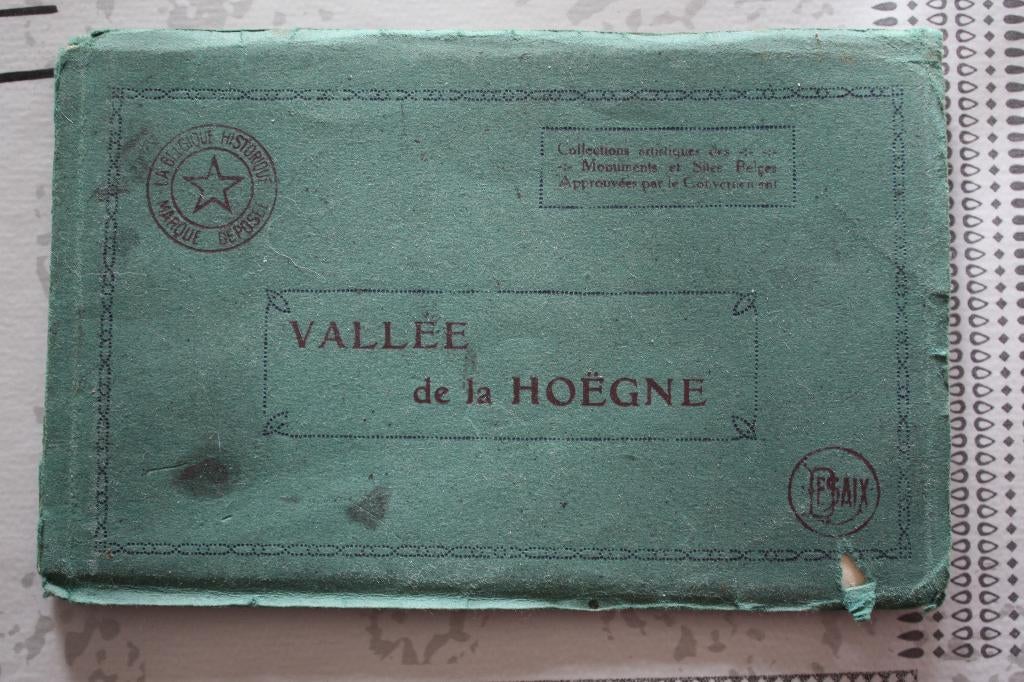 LA BELGIQUE HISTORIQUE
MARQUE DÉPOSÉE
Collections artistiques des
Monuments et Sites Belges
Approuvées par le Gouvernement
VALLÉE
de la HOËGNE
DESAIX